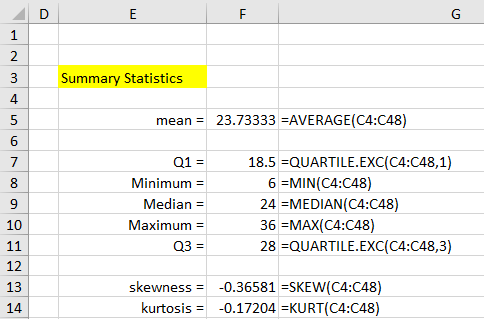 D E F G
1
2
3 Summary Statistics
4
5 mean = 23.73333 =AVERAGE(C4:C48)
6
7 Q1 = 18.5 =QUARTILE.EXC(C4:C48,1)
8 Minimum = 6 =MIN(C4:C48)
9 Median = 24 =MEDIAN(C4:C48)
10 Maximum = 36 =MAX(C4:C48)
11 Q3 = 28 =QUARTILE.EXC(C4:C48,3)
12
13 skewness = -0.36581 =SKEW(C4:C48)
14 kurtosis = -0.17204 =KURT(C4:C48)